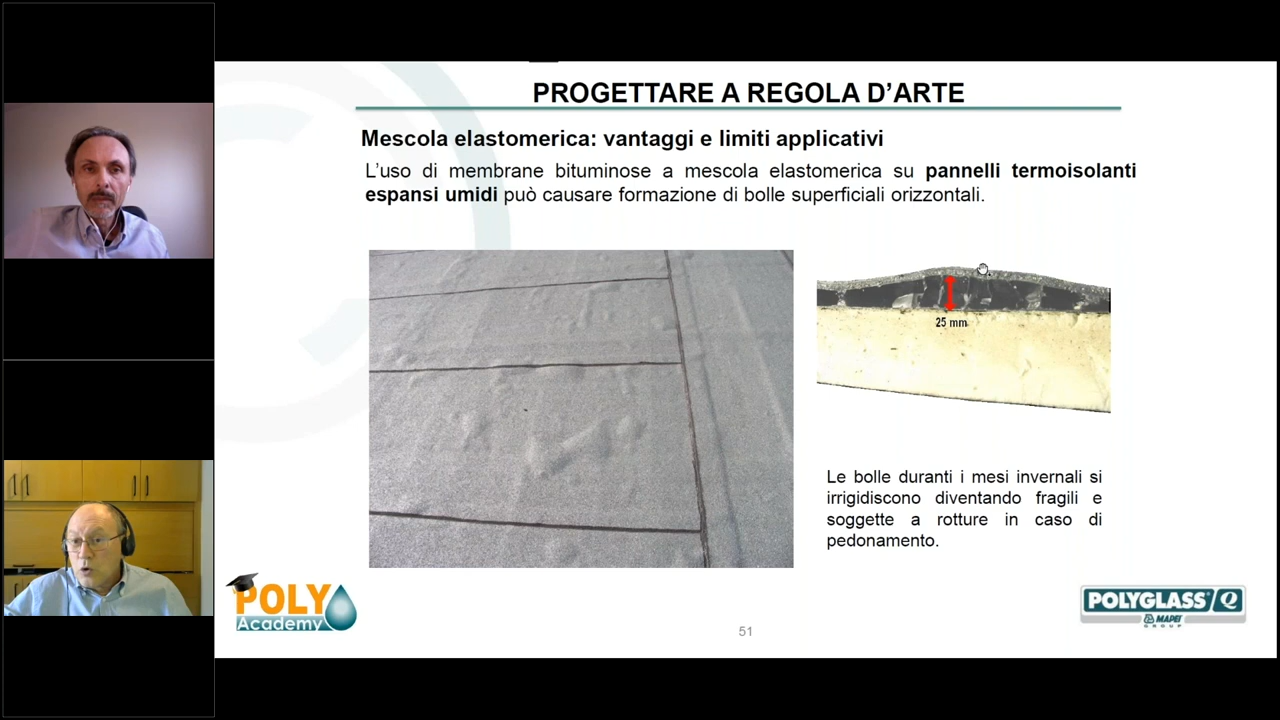 PROGETTARE A REGOLA D'ARTE
Mescola elastomerica: vantaggi e limiti applicativi
L'uso di membrane bituminose a mescola elastomerica su pannelli termoisolanti
espansi umidi può causare formazione di bolle superficiali orizzontali.
25 mm
Le bolle duranti i mesi invernali si
irrigidiscono diventando fragili e
soggette a rotture in caso di
pedonamento.
POLY
Academy
POLYGLASS
MAPEI
GROUP
51